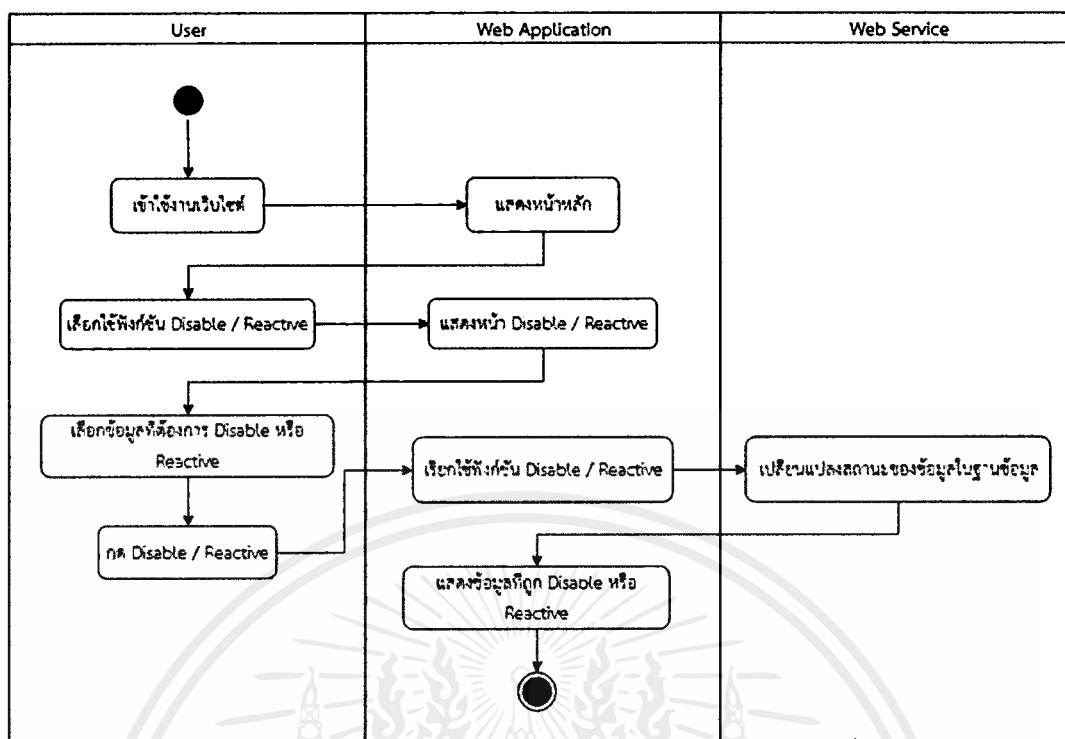 User
Web Application
Web Service
เข้าใช้งานเว็บไซต์
แสดงหน้าหลัก
เลือกใช้ฟังก์ชัน Disable / Reactive
แสดงหน้า Disable / Reactive
เลือกข้อมูลที่ต้องการ Disable หรือ
Reactive
เรียกใช้ฟังก์ชัน Disable / Reactive
เปลี่ยนแปลงสถานะของข้อมูลในฐานข้อมูล
กด Disable / Reactive
แสดงข้อมูลที่ถูก Disable หรือ
Reactive